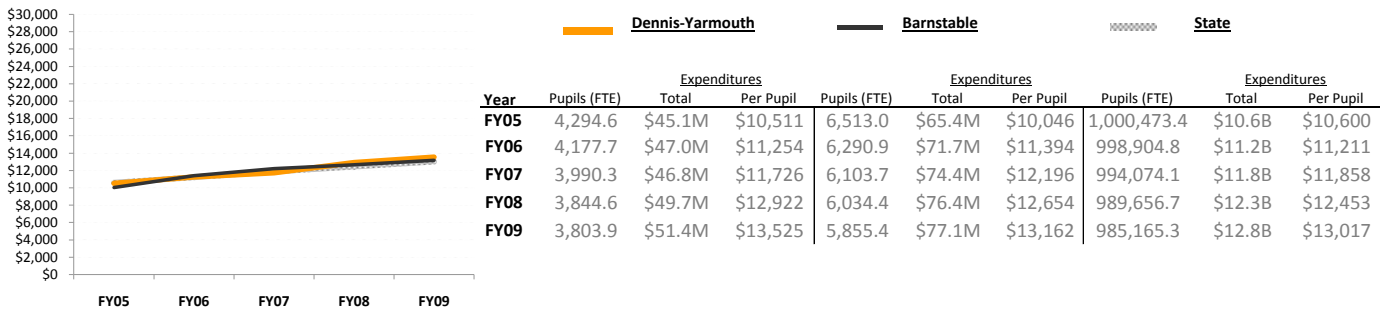 $30,000
$28,000
$26,000
$24,000
$22,000
$20,000
$18,000
$16,000
$14,000
$12,000
$10,000
$8,000
$6,000
$4,000
$2,000
$0
FY05 FY06 FY07 FY08 FY09
Dennis-Yarmouth Barnstable State
Expenditures Expenditures Expenditures
Year Pupils (FTE) Total Per Pupil Pupils (FTE) Total Per Pupil Pupils (FTE) Total Per Pupil
FY05 4,294.6 $45.1M $10,511 6,513.0 $65.4M $10,046 1,000,473.4 $10.6B $10,600
FY06 4,177.7 $47.0M $11,254 6,290.9 $71.7M $11,394 998,904.8 $11.2B $11,211
FY07 3,990.3 $46.8M $11,726 6,103.7 $74.4M $12,196 994,074.1 $11.8B $11,858
FY08 3,844.6 $49.7M $12,922 6,034.4 $76.4M $12,654 989,656.7 $12.3B $12,453
FY09 3,803.9 $51.4M $13,525 5,855.4 $77.1M $13,162 985,165.3 $12.8B $13,017